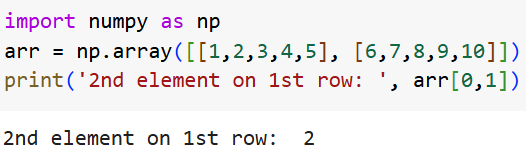 import numpy as np
arr = np.array([[1,2,3,4,5], [6,7,8,9,10]])
print('2nd element on 1st row: ', arr[0,1])
2nd element on 1st row:  2